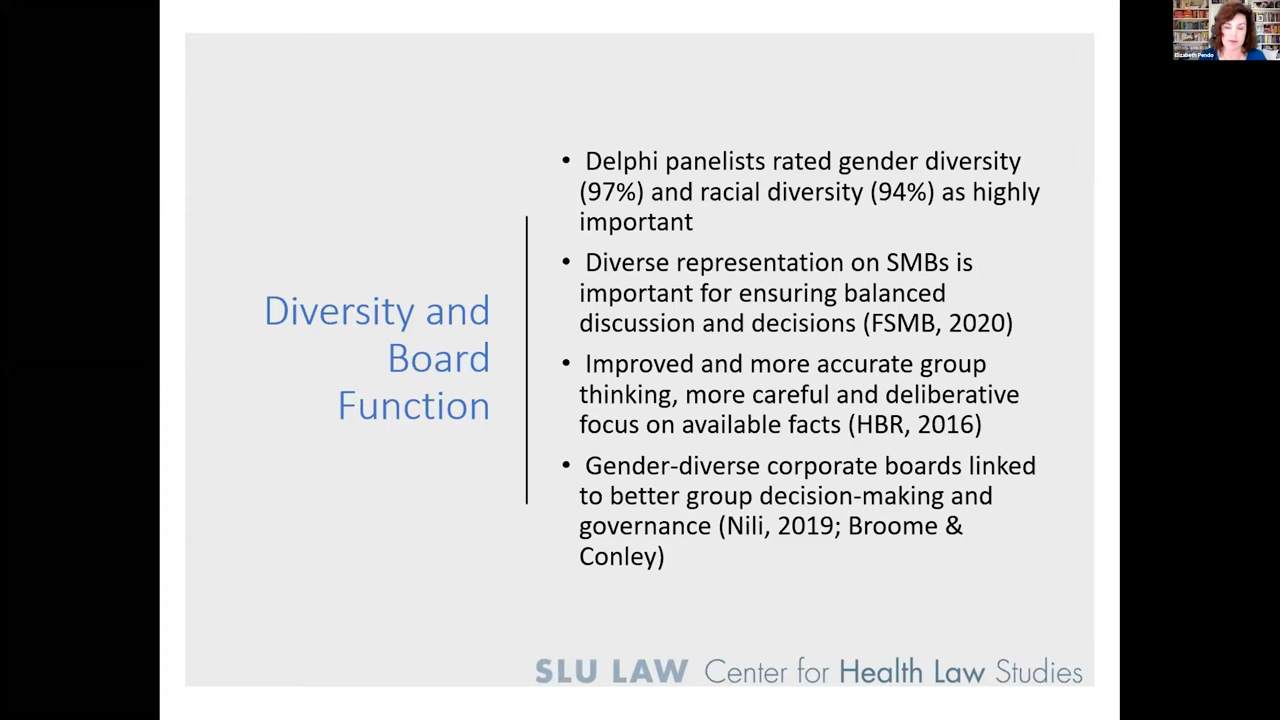 Elizabeth Pendo
Diversity and
Board
Function
• Delphi panelists rated gender diversity
(97%) and racial diversity (94%) as highly
important
• Diverse representation on SMBs is
important for ensuring balanced
discussion and decisions (FSMB, 2020)
• Improved and more accurate group
thinking, more careful and deliberative
focus on available facts (HBR, 2016)
• Gender-diverse corporate boards linked
to better group decision-making and
governance (Nili, 2019; Broome &
Conley)
SLU LAW Center for Health Law Studies